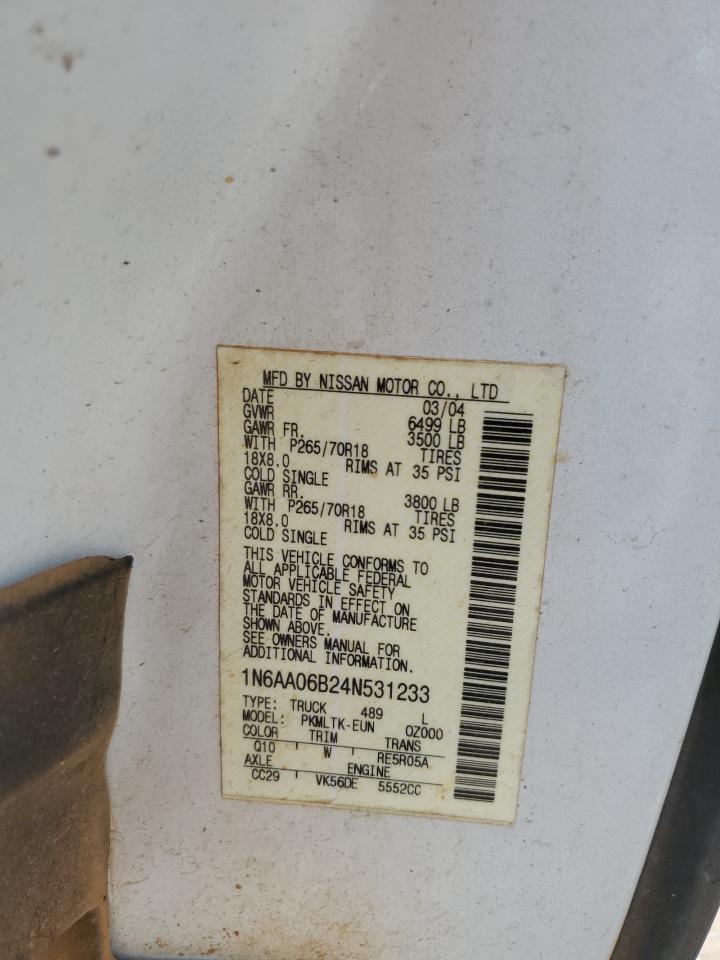 MFD BY NISSAN MOTOR CO., LTD
DATE 03/04
GVWR 6499 LB
GAWR FR. 3500 LB
WITH P265/70R18 TIRES
18X8.0 RIMS AT 35 PSI
COLD SINGLE
GAWR RR. 3800 LB
WITH P265/70R18 TIRES
18X8.0 RIMS AT 35 PSI
COLD SINGLE
THIS VEHICLE CONFORMS TO
ALL APPLICABLE FEDERAL
MOTOR VEHICLE SAFETY
STANDARDS IN EFFECT ON
THE DATE OF MANUFACTURE
SHOWN ABOVE.
SEE OWNERS MANUAL FOR
ADDITIONAL INFORMATION.
1N6AA06B24N531233
TYPE: TRUCK 489 L
MODEL: PKMLTK-EUN 0Z000
COLOR TRIM TRANS
Q10 W RE5R05A
AXLE ENGINE
CC29 VK56DE 5552CC